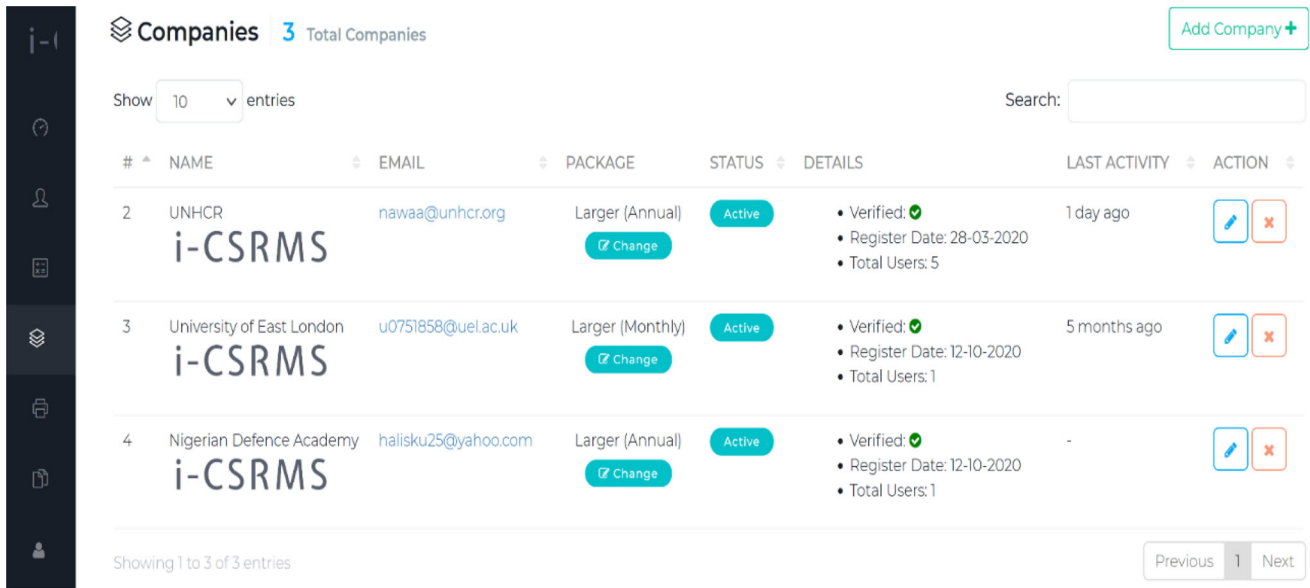 i-(
Companies 3 Total Companies
Add Company +
Show 10 entries
Search:
# NAME EMAIL PACKAGE STATUS DETAILS LAST ACTIVITY ACTION
2 UNHCR nawaa@unhcr.org Larger (Annual) Active • Verified: 1 day ago
i-CSRMS Change • Register Date: 28-03-2020
• Total Users: 5
3 University of East London u0751858@uel.ac.uk Larger (Monthly) Active • Verified: 5 months ago
i-CSRMS Change • Register Date: 12-10-2020
• Total Users: 1
4 Nigerian Defence Academy halisku25@yahoo.com Larger (Annual) Active • Verified: -
i-CSRMS Change • Register Date: 12-10-2020
• Total Users: 1
Showing 1 to 3 of 3 entries
Previous 1 Next